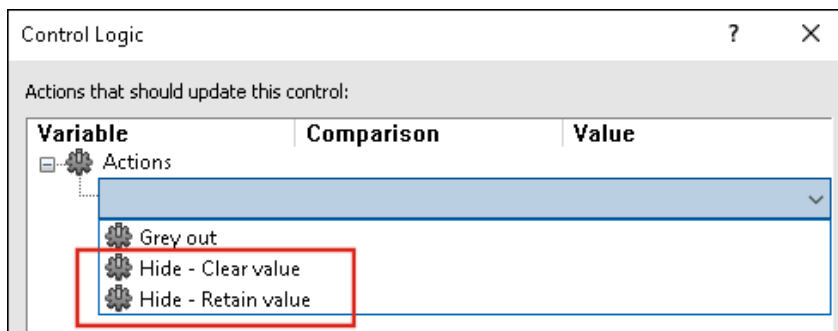 Control Logic ?
Actions that should update this control:
Variable Comparison Value
Actions
Grey out
Hide - Clear value
Hide - Retain value